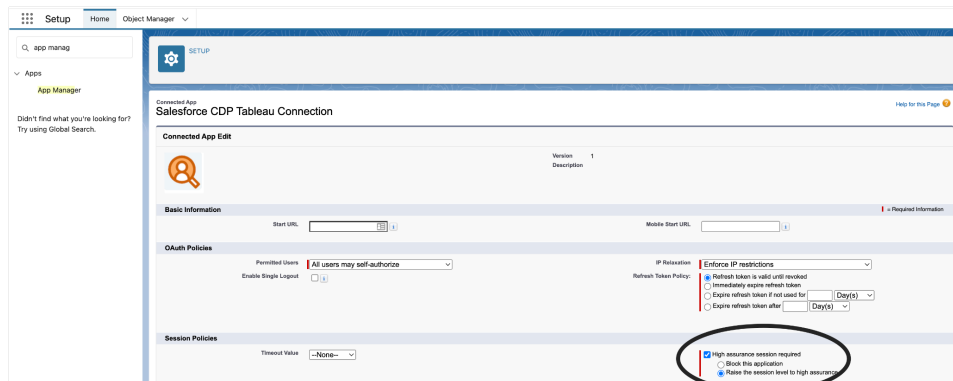 Setup Home Object Manager
app manag
Apps
App Manager
Didn't find what you're looking for?
Try using Global Search.
SETUP
Connected App
Salesforce CDP Tableau Connection
Help for this Page
Connected App Edit
Version 1
Description
Basic Information
= Required Information
Start URL
Mobile Start URL
OAuth Policies
Permitted Users All users may self-authorize
IP Relaxation Enforce IP restrictions
Enable Single Logout
Refresh Token Policy: Refresh token is valid until revoked
Immediately expire refresh token
Expire refresh token if not used for Day(s)
Expire refresh token after Day(s)
Session Policies
Timeout Value --None--
High assurance session required
Block this application
Raise the session level to high assurance